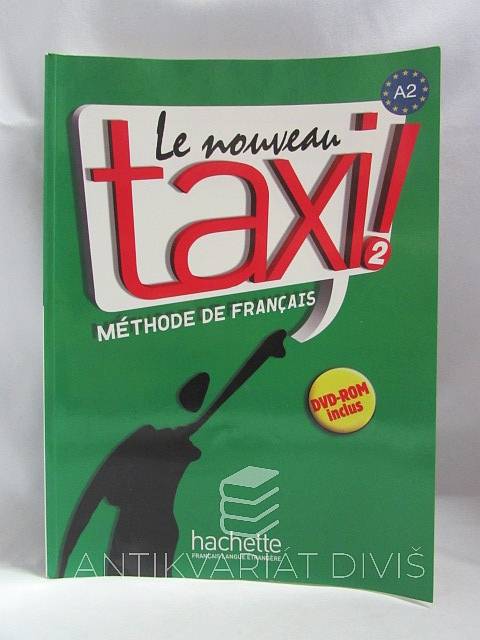 A2
Le nouveau
taxi!
2
MÉTHODE DE FRANÇAIS
DVD-ROM
inclus
hachette
FRANÇAIS LANGUE ÉTRANGÈRE
ANTIKVARIÁT DIVIŠ